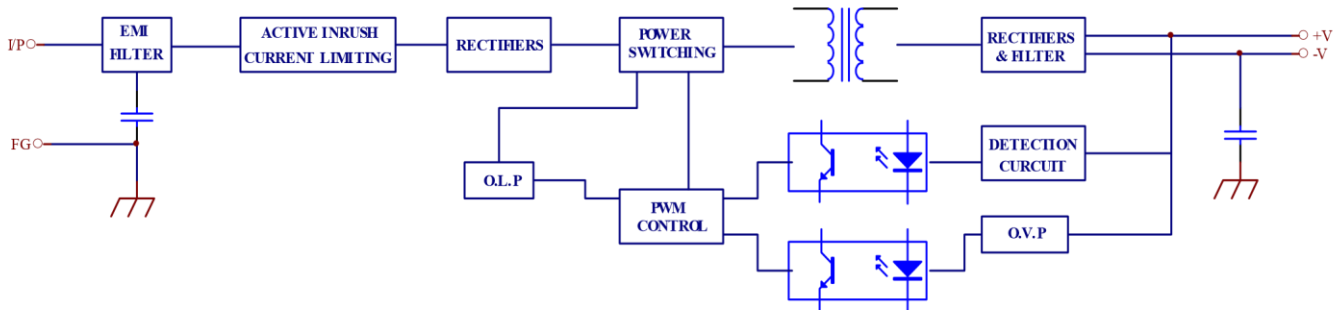 I/P
EMI
FILTER
ACTIVE INRUSH
CURRENT LIMITING
RECTIFIERS
POWER
SWITCHING
RECTIFIERS
& FILTER
+V
-V
FG
O.L.P
PWM
CONTROL
DETECTION
CURCUIT
O.V.P